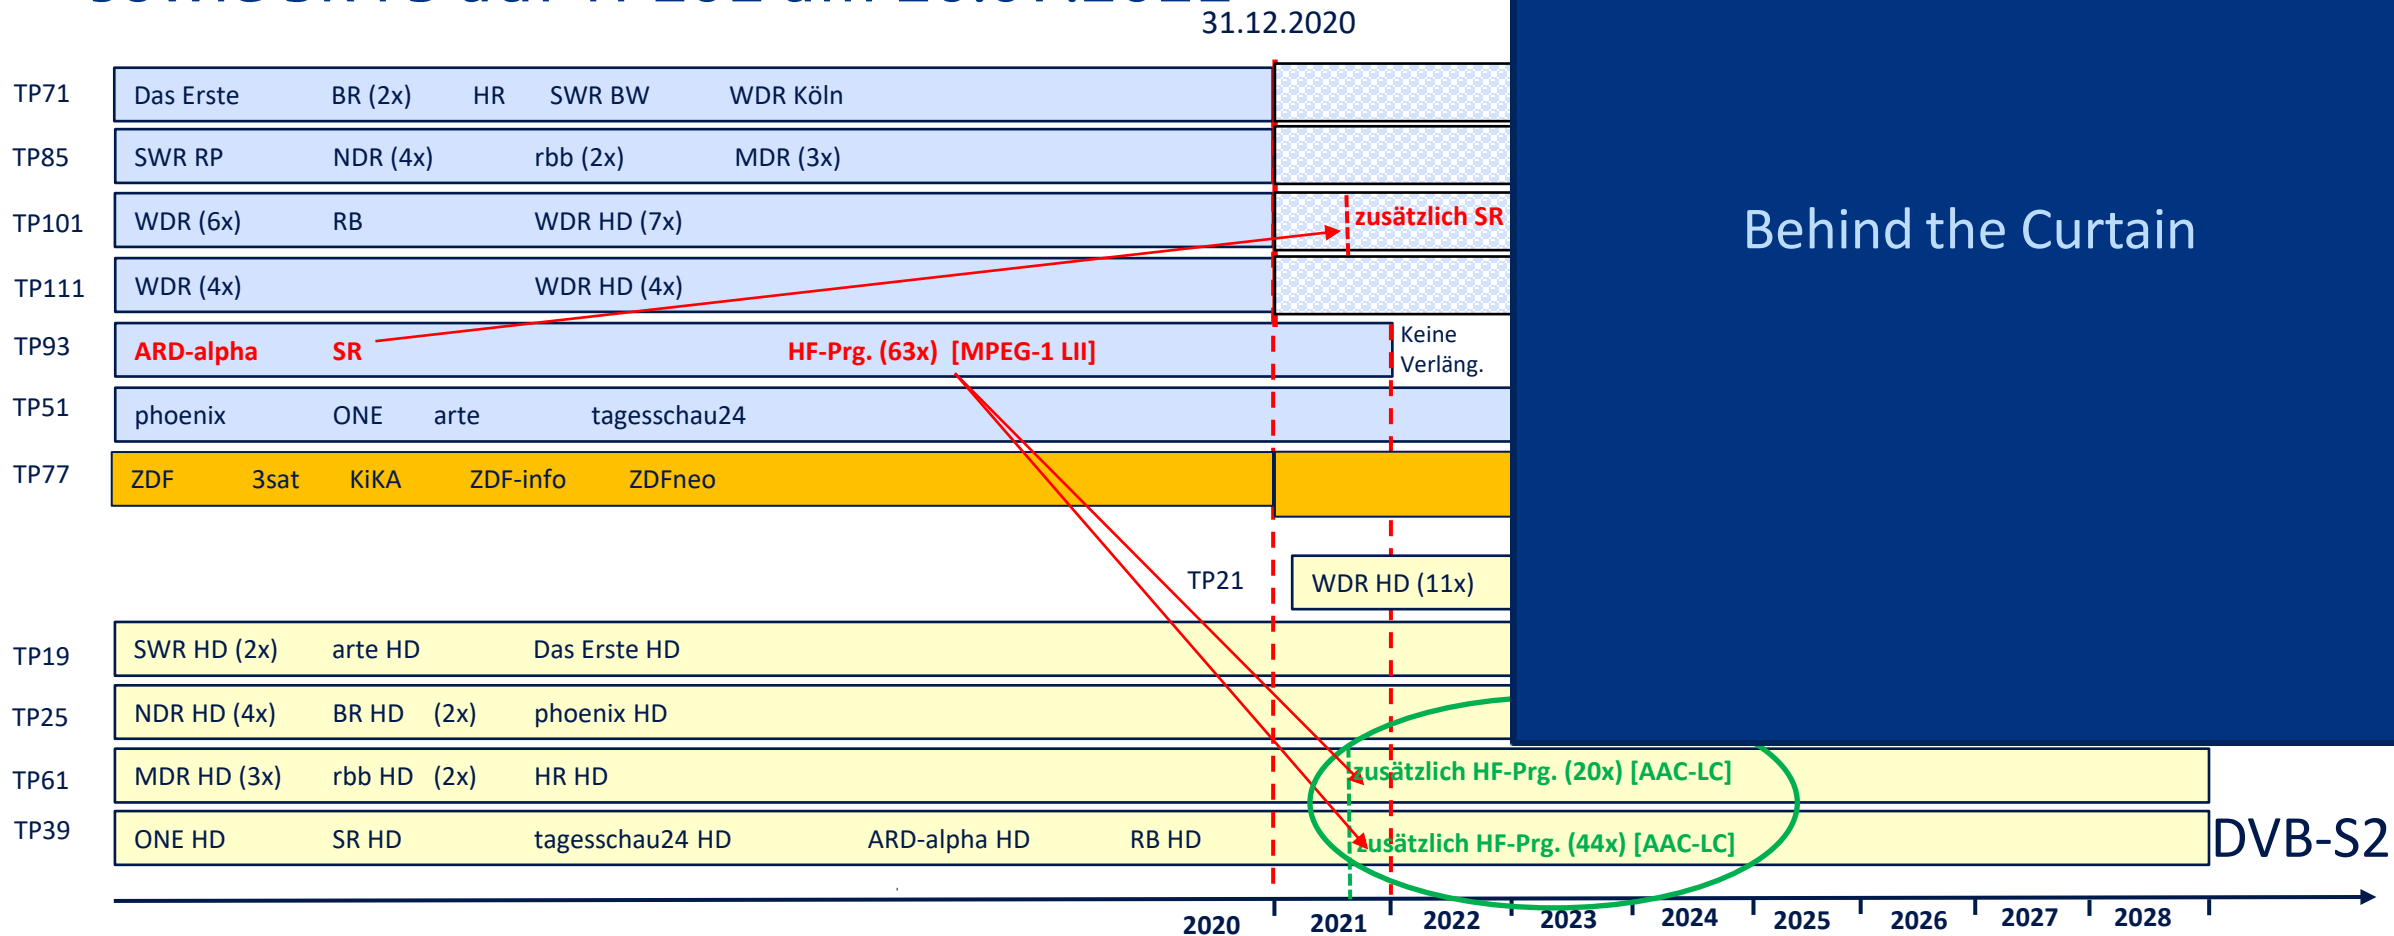 31.12.2020
TP71 Das Erste BR (2x) HR SWR BW WDR Köln
TP85 SWR RP NDR (4x) rbb (2x) MDR (3x)
TP101 WDR (6x) RB WDR HD (7x) zusätzlich SR
Behind the Curtain
TP111 WDR (4x) WDR HD (4x)
TP93 ARD-alpha SR HF-Prg. (63x) [MPEG-1 LII] Keine
Verläng.
TP51 phoenix ONE arte tagesschau24
TP77 ZDF 3sat KiKA ZDF-info ZDFneo
TP21 WDR HD (11x)
TP19 SWR HD (2x) arte HD Das Erste HD
TP25 NDR HD (4x) BR HD (2x) phoenix HD
TP61 MDR HD (3x) rbb HD (2x) HR HD zusätzlich HF-Prg. (20x) [AAC-LC]
TP39 ONE HD SR HD tagesschau24 HD ARD-alpha HD RB HD zusätzlich HF-Prg. (44x) [AAC-LC]
DVB-S2
2020 2021 2022 2023 2024 2025 2026 2027 2028